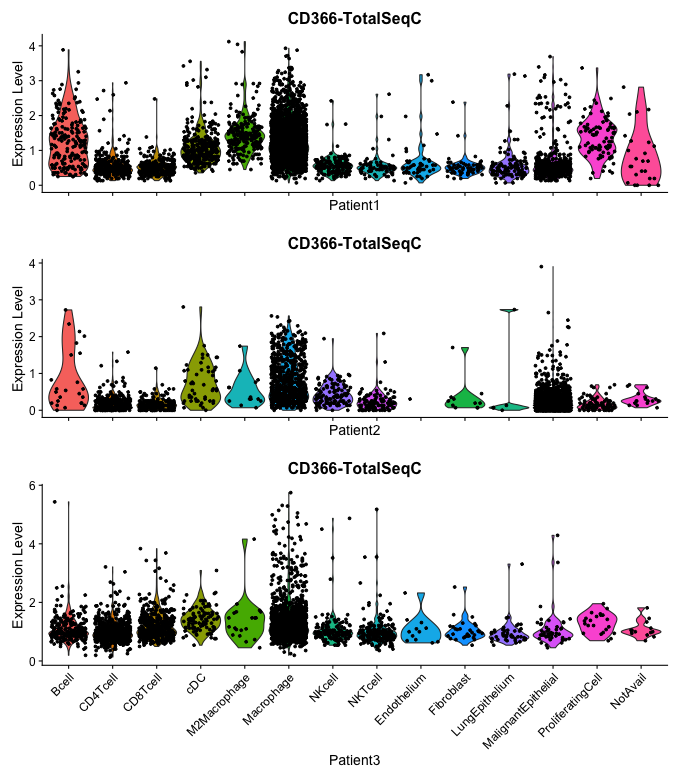 CD366-TotalSeqC
Expression Level
4
3
2
1
0
Patient1
CD366-TotalSeqC
Expression Level
4
3
2
1
0
Patient2
CD366-TotalSeqC
Expression Level
6
4
2
0
Bcell
CD4Tcell
CD8Tcell
cDC
M2Macrophage
Macrophage
NKcell
NKTcell
Endothelium
Fibroblast
LungEpithelium
MalignantEpithelial
ProliferatingCell
NotAvail
Patient3